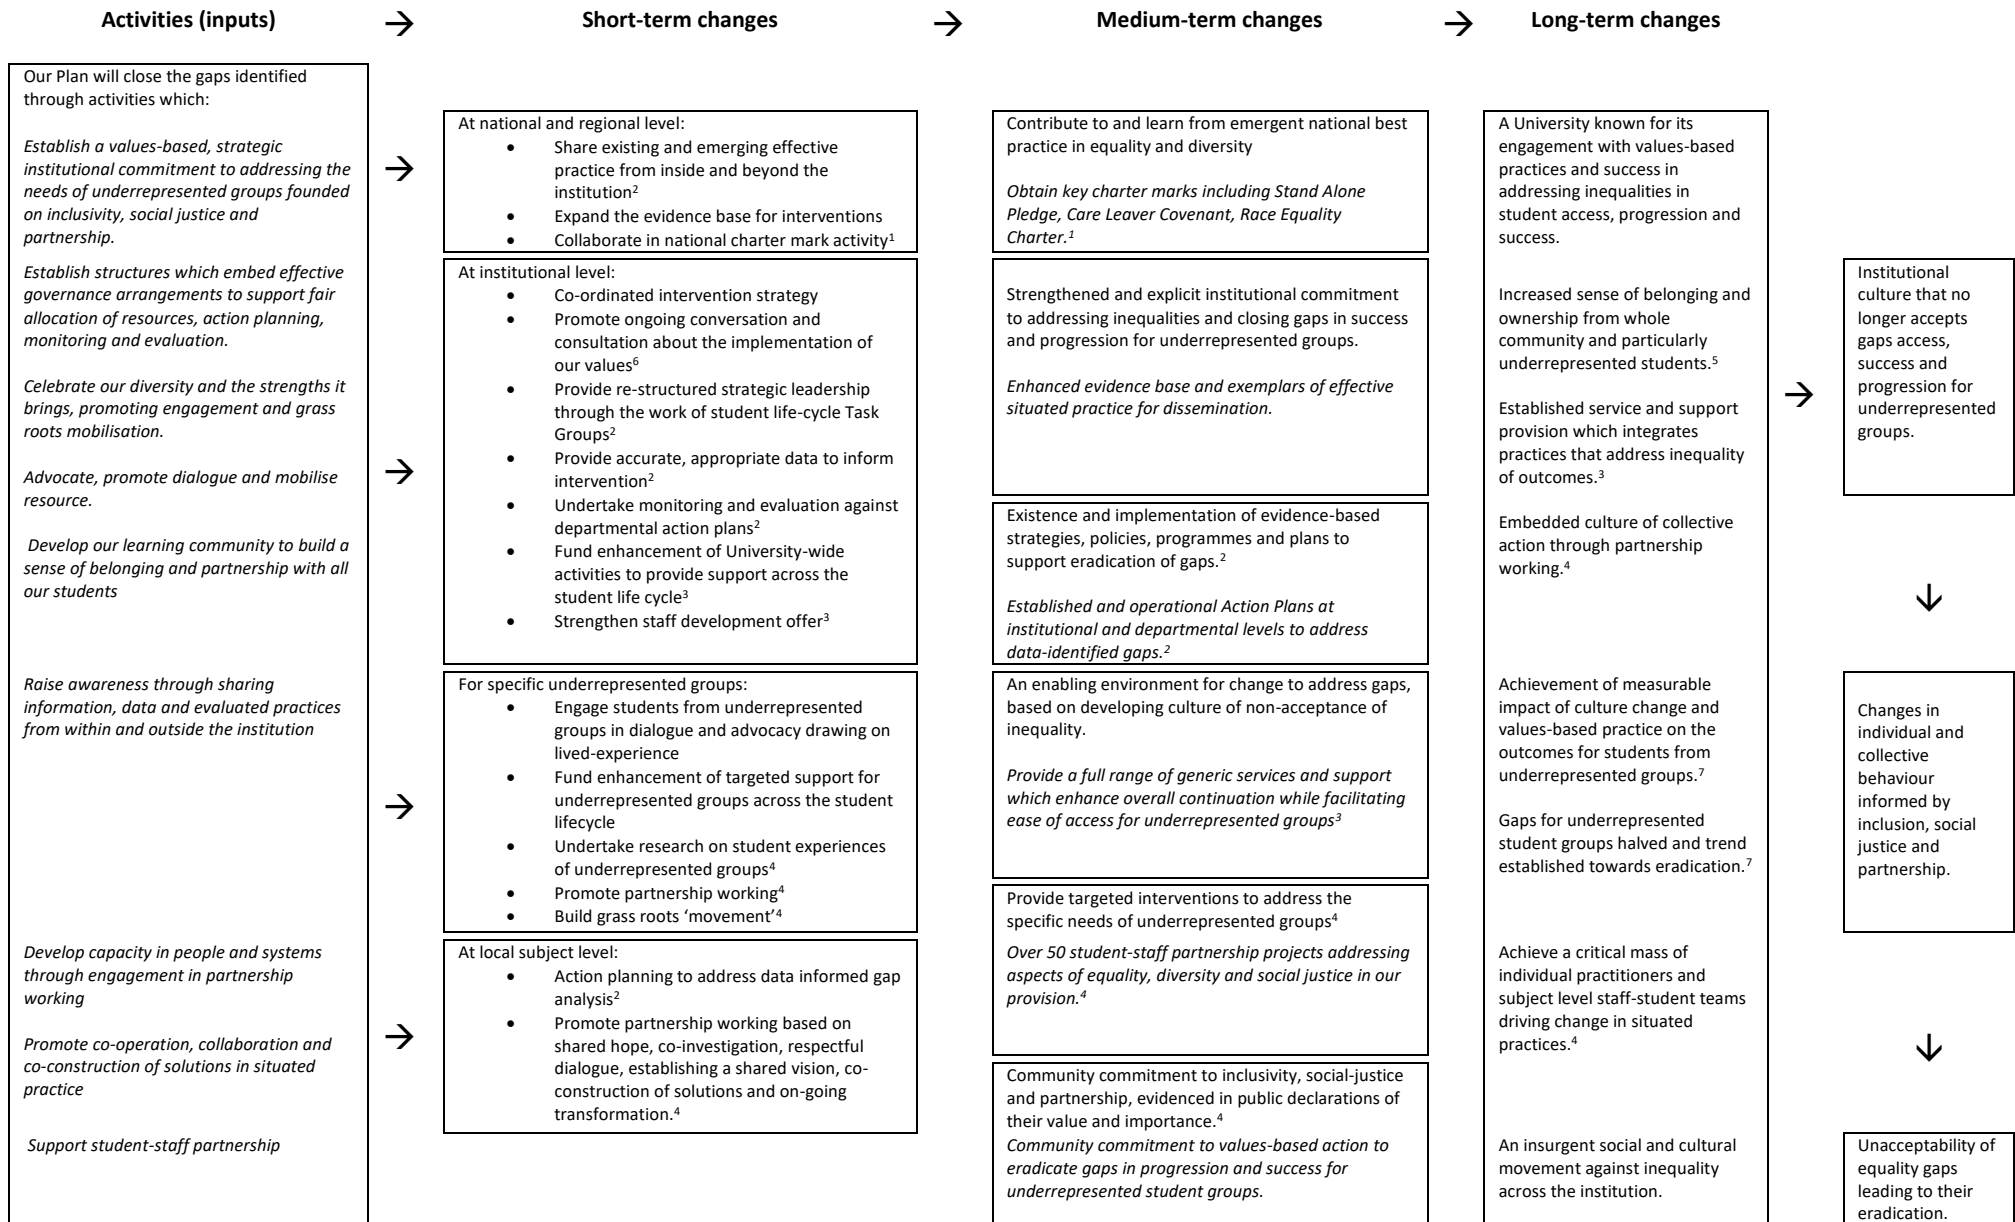 Activities (inputs) → Short-term changes → Medium-term changes → Long-term changes
Our Plan will close the gaps identified
through activities which:
Establish a values-based, strategic
institutional commitment to addressing the
needs of underrepresented groups founded
on inclusivity, social justice and
partnership.
Establish structures which embed effective
governance arrangements to support fair
allocation of resources, action planning,
monitoring and evaluation.
Celebrate our diversity and the strengths it
brings, promoting engagement and grass
roots mobilisation.
Advocate, promote dialogue and mobilise
resource.
Develop our learning community to build a
sense of belonging and partnership with all
our students
Raise awareness through sharing
information, data and evaluated practices
from within and outside the institution
Develop capacity in people and systems
through engagement in partnership
working
Promote co-operation, collaboration and
co-construction of solutions in situated
practice
Support student-staff partnership
At national and regional level:
• Share existing and emerging effective
practice from inside and beyond the
institution²
• Expand the evidence base for interventions
• Collaborate in national charter mark activity¹
At institutional level:
• Co-ordinated intervention strategy
• Promote ongoing conversation and
consultation about the implementation of
our values⁶
• Provide re-structured strategic leadership
through the work of student life-cycle Task
Groups²
• Provide accurate, appropriate data to inform
intervention²
• Undertake monitoring and evaluation against
departmental action plans²
• Fund enhancement of University-wide
activities to provide support across the
student life cycle³
• Strengthen staff development offer³
For specific underrepresented groups:
• Engage students from underrepresented
groups in dialogue and advocacy drawing on
lived-experience
• Fund enhancement of targeted support for
underrepresented groups across the student
lifecycle
• Undertake research on student experiences
of underrepresented groups⁴
• Promote partnership working⁴
• Build grass roots ‘movement’⁴
At local subject level:
• Action planning to address data informed gap
analysis²
• Promote partnership working based on
shared hope, co-investigation, respectful
dialogue, establishing a shared vision, co-
construction of solutions and on-going
transformation.⁴
Contribute to and learn from emergent national best
practice in equality and diversity
Obtain key charter marks including Stand Alone
Pledge, Care Leaver Covenant, Race Equality
Charter.¹
Strengthened and explicit institutional commitment
to addressing inequalities and closing gaps in success
and progression for underrepresented groups.
Enhanced evidence base and exemplars of effective
situated practice for dissemination.
Existence and implementation of evidence-based
strategies, policies, programmes and plans to
support eradication of gaps.²
Established and operational Action Plans at
institutional and departmental levels to address
data-identified gaps.²
An enabling environment for change to address gaps,
based on developing culture of non-acceptance of
inequality.
Provide a full range of generic services and support
which enhance overall continuation while facilitating
ease of access for underrepresented groups³
Provide targeted interventions to address the
specific needs of underrepresented groups⁴
Over 50 student-staff partnership projects addressing
aspects of equality, diversity and social justice in our
provision.⁴
Community commitment to inclusivity, social-justice
and partnership, evidenced in public declarations of
their value and importance.⁴
Community commitment to values-based action to
eradicate gaps in progression and success for
underrepresented student groups.
A University known for its
engagement with values-based
practices and success in
addressing inequalities in
student access, progression and
success.
Increased sense of belonging and
ownership from whole
community and particularly
underrepresented students.⁵
Established service and support
provision which integrates
practices that address inequality
of outcomes.³
Embedded culture of collective
action through partnership
working.⁴
Achievement of measurable
impact of culture change and
values-based practice on the
outcomes for students from
underrepresented groups.⁷
Gaps for underrepresented
student groups halved and trend
established towards eradication.⁷
Achieve a critical mass of
individual practitioners and
subject level staff-student teams
driving change in situated
practices.⁴
An insurgent social and cultural
movement against inequality
across the institution.
Institutional
culture that no
longer accepts
gaps access,
success and
progression for
underrepresented
groups.
Changes in
individual and
collective
behaviour
informed by
inclusion, social
justice and
partnership.
Unacceptability of
equality gaps
leading to their
eradication.